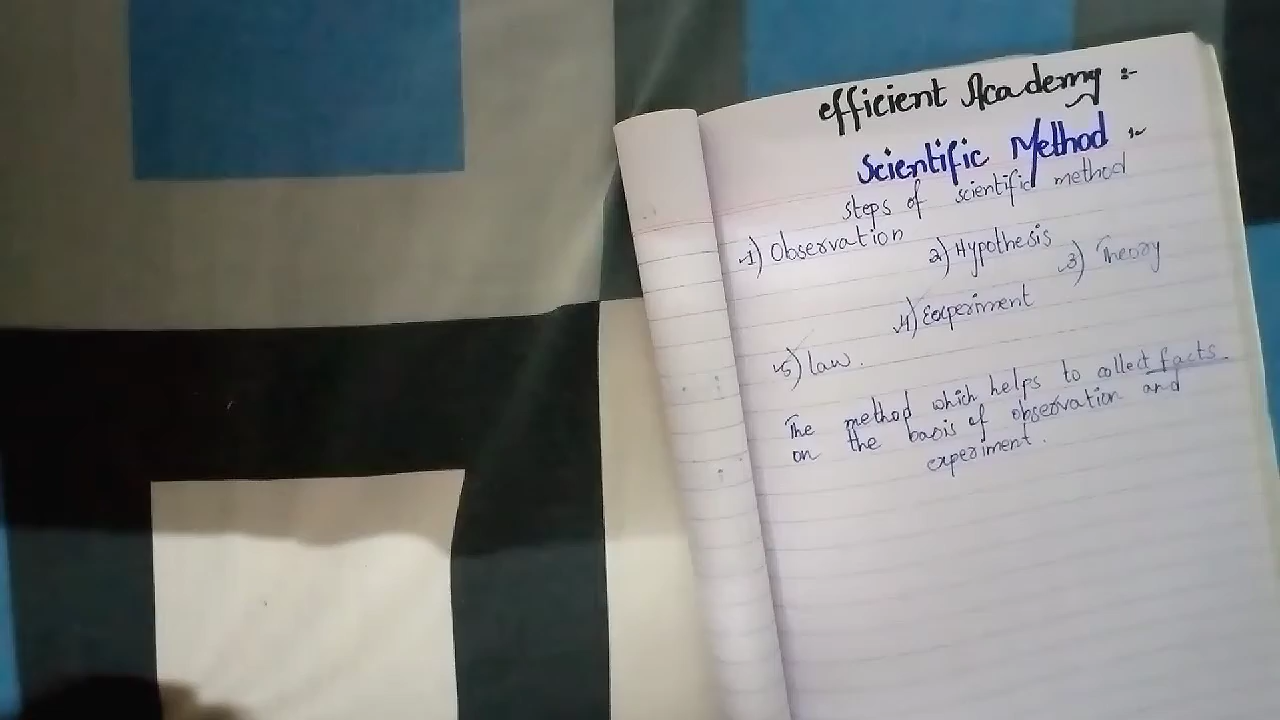 efficient Academy :-
Scientific Method :-
steps of scientific method
1) Observation 2) Hypothesis 3) Theory
4) Experiment
5) law.
The method which helps to collect facts
on the basis of observation and
experiment.